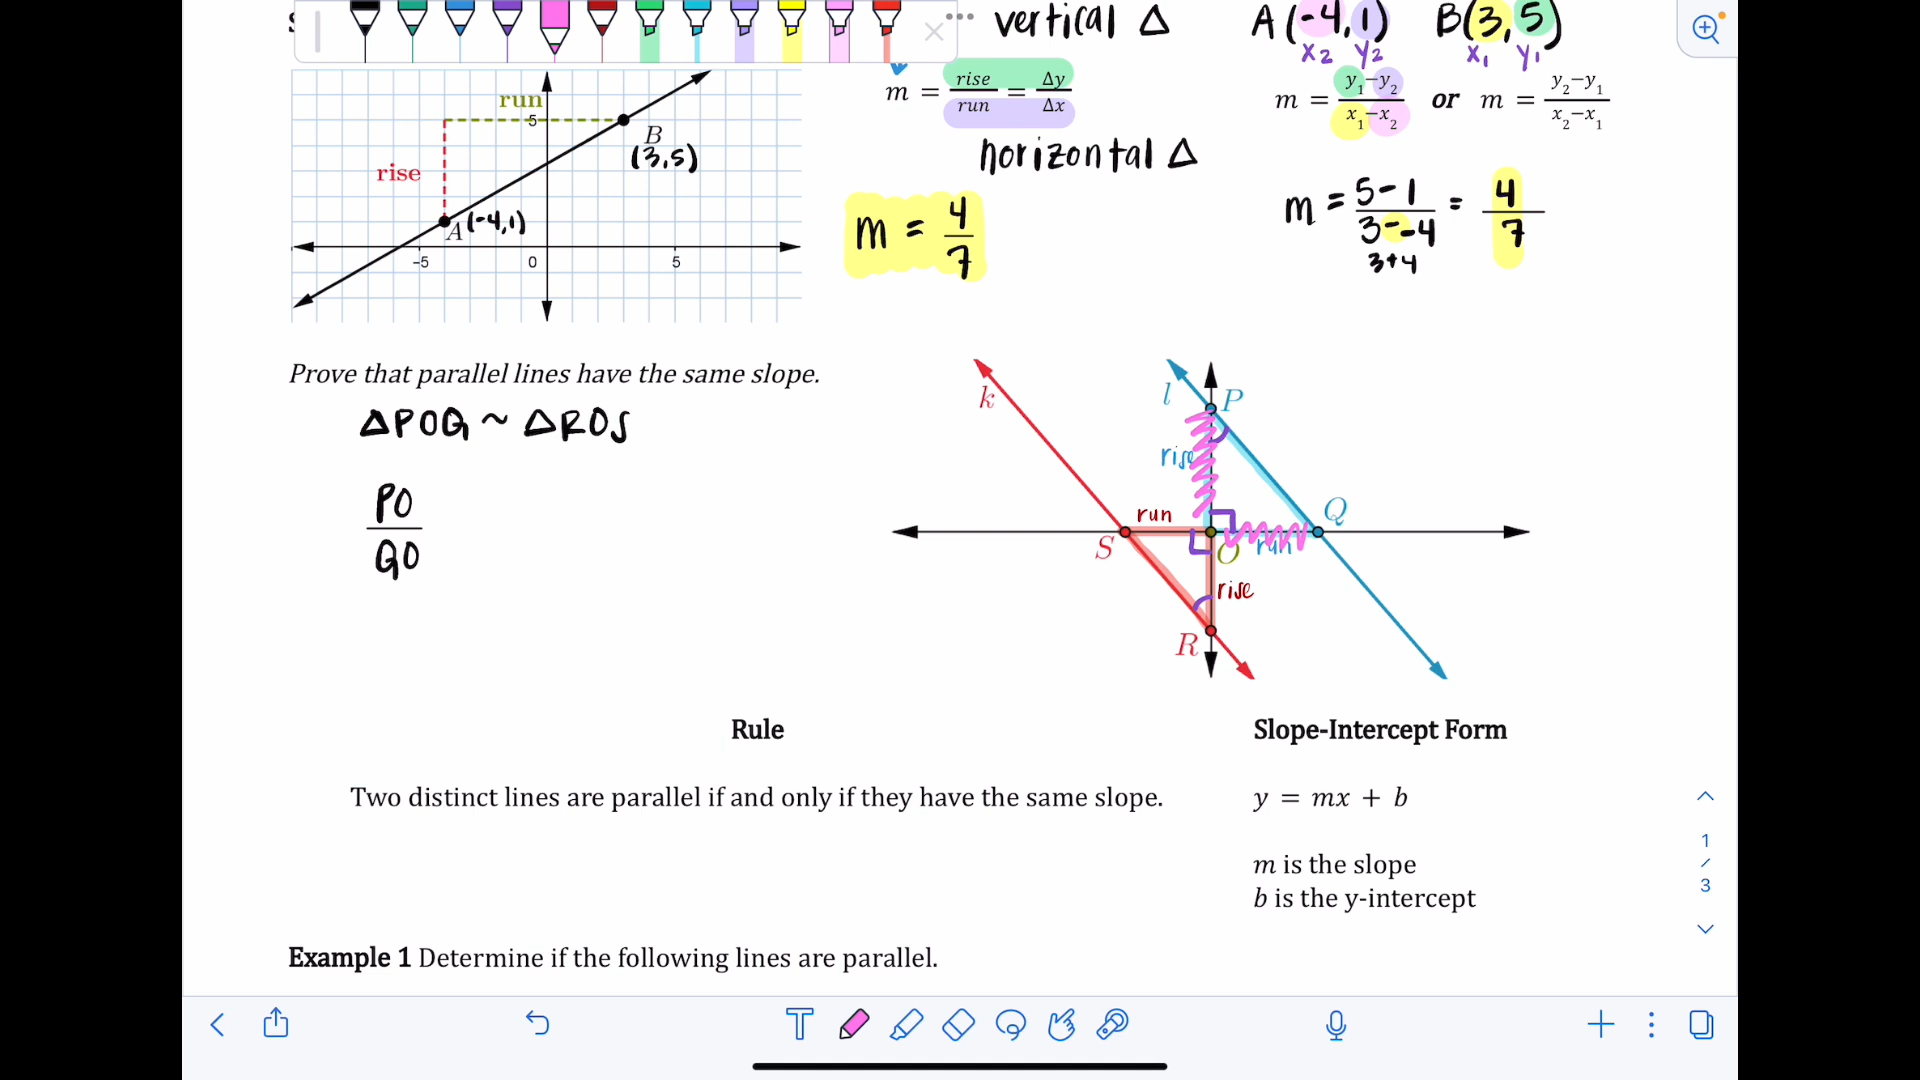 vertical Δ
A(-4,1) B(3,5)
x₂ y₂ x₁ y₁
m = rise/run = Δy/Δx
m = y₁−y₂/x₁−x₂ or m = y₂−y₁/x₂−x₁
horizontal Δ
run
5
B
(3,5)
rise
A (-4,1)
−5 0 5
m = 4/7
m = 5-1/3--4 = 4/7
3+4
Prove that parallel lines have the same slope.
ΔPOQ ~ ΔROS
PO
QO
k
l
P
rise
run
Q
S
O
run
rise
R
Rule
Slope-Intercept Form
Two distinct lines are parallel if and only if they have the same slope.
y = mx + b
m is the slope
b is the y-intercept
1
/
3
Example 1 Determine if the following lines are parallel.
T